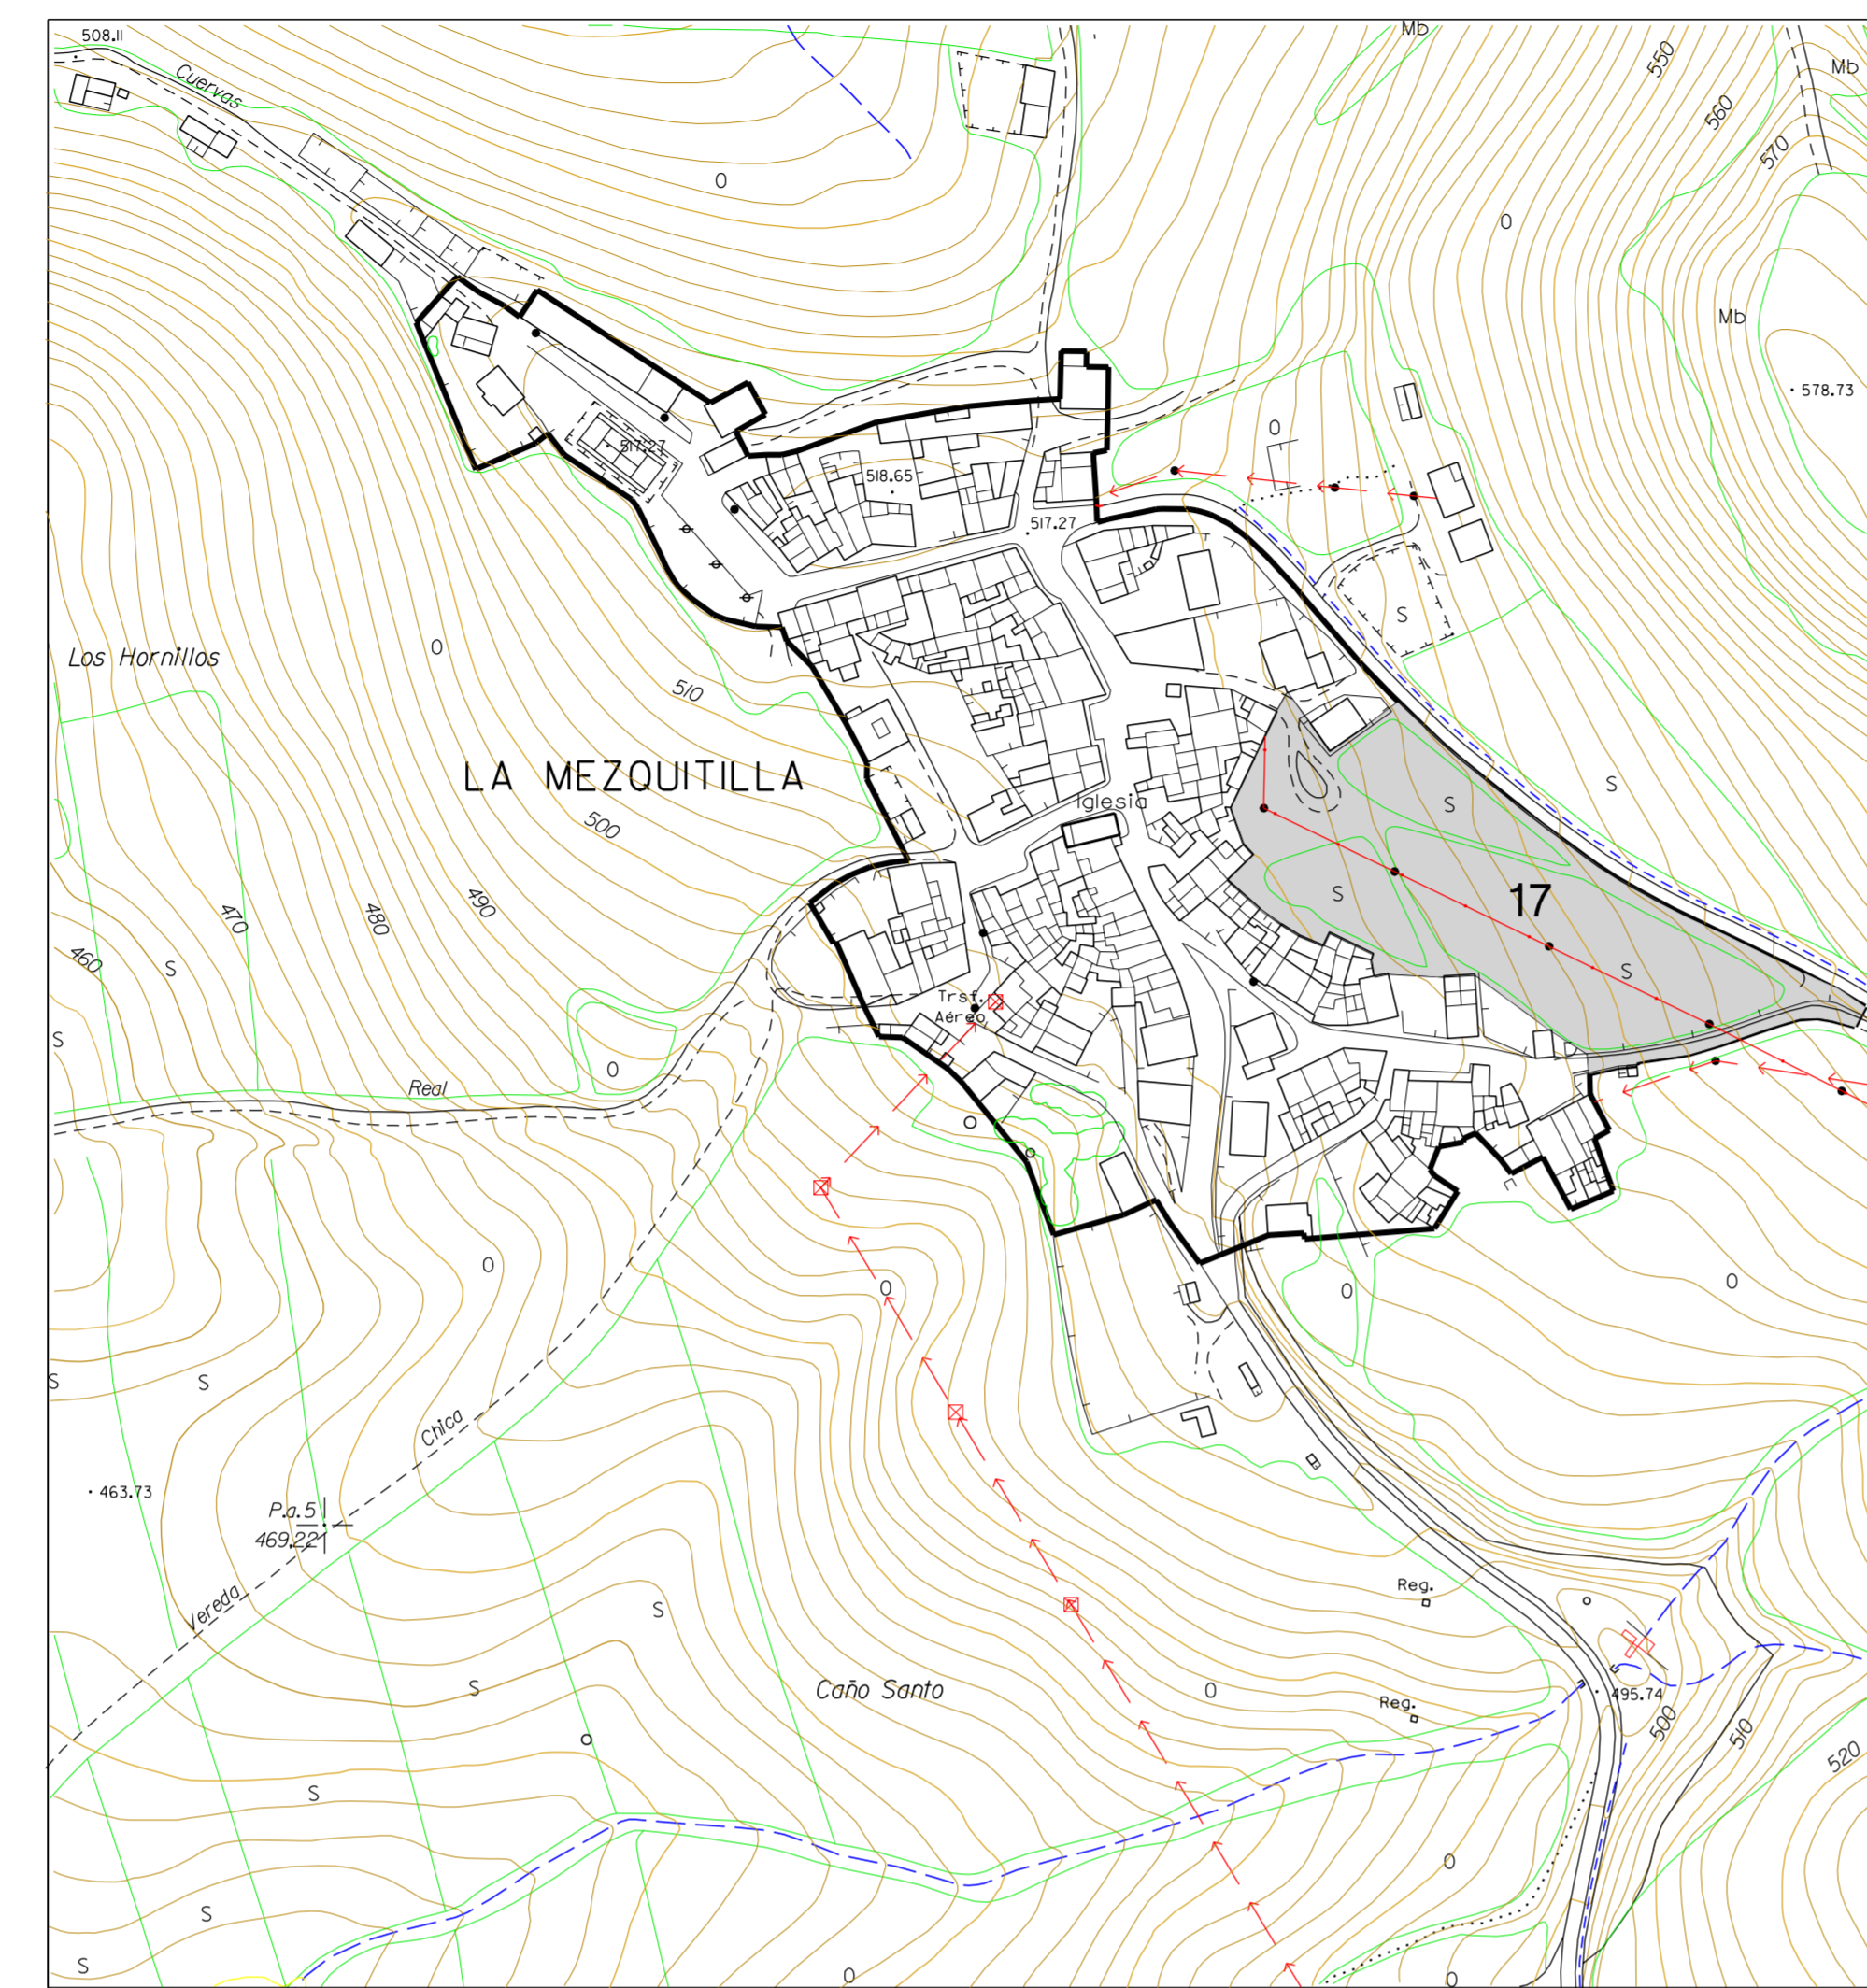 508.11
Cuervas
Mb
550
Mb
560
570
O
O
Mb
578.73
O
517.27
518.65
517.27
S
Los Hornillos
O
510
LA MEZQUITILLA
Iglesia
S
S
500
17
S
490
480
470
460
S
S
S
Trsf.
Aéreo
S
O
Real
O
O
O
O
S
S
Chica
463.73
P.a.5
469.22
Vereda
S
Reg.
S
Caño Santo
O
Reg.
495.74
500
510
520
S
O
S
S
O
O